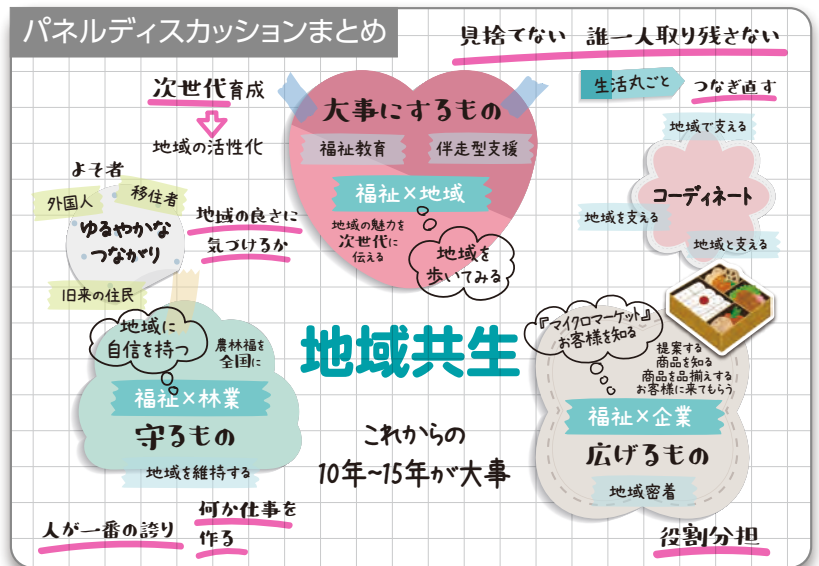 パネルディスカッションまとめ
見捨てない 誰一人取り残さない
生活丸ごと
つなぎ直す
次世代育成
地域の活性化
大事にするもの
福祉教育
伴走型支援
福祉×地域
地域の魅力を
次世代に
伝える
地域を
歩いてみる
地域で支える
コーディネート
地域を支える
地域と支える
よそ者
外国人
移住者
ゆるやかな
つながり
旧来の住民
地域の良さに
気づけるか
地域に
自信を持つ
農林福を
全国に
福祉×林業
守るもの
地域を維持する
地域共生
これからの
10年~15年が大事
『マイクロマーケット』
お客様を知る
提案する
商品を知る
商品を品揃えする
お客様に来てもらう
福祉×企業
広げるもの
地域密着
人が一番の誇り
何か仕事を
作る
役割分担